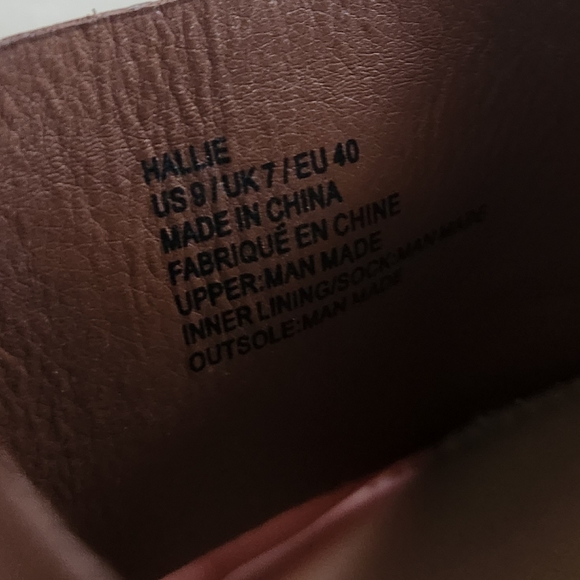 HALLIE
US 9 / UK 7 / EU 40
MADE IN CHINA
FABRIQUÉ EN CHINE
UPPER:MAN MADE
INNER LINING/SOCK:MAN MADE
OUTSOLE:MAN MADE